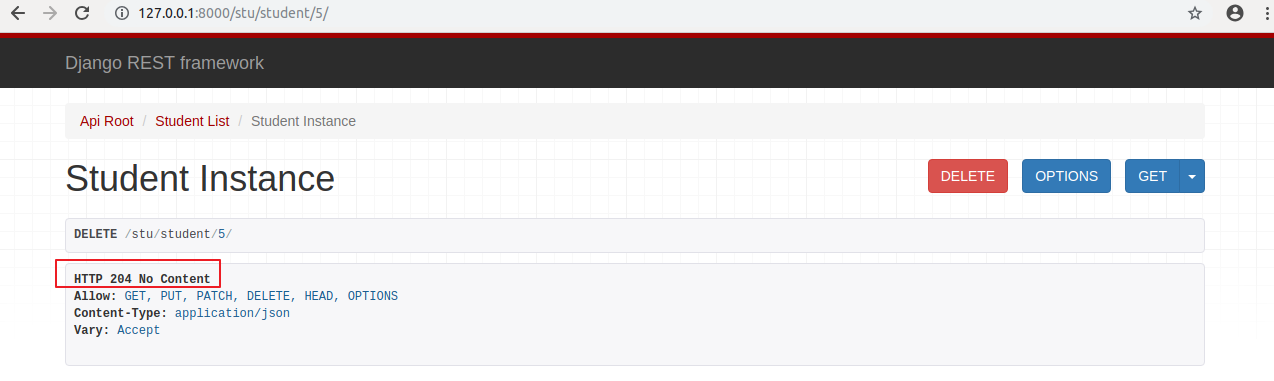 127.0.0.1:8000/stu/student/5/
Django REST framework
Api Root / Student List / Student Instance
Student Instance
DELETE OPTIONS GET
DELETE /stu/student/5/
HTTP 204 No Content
Allow: GET, PUT, PATCH, DELETE, HEAD, OPTIONS
Content-Type: application/json
Vary: Accept